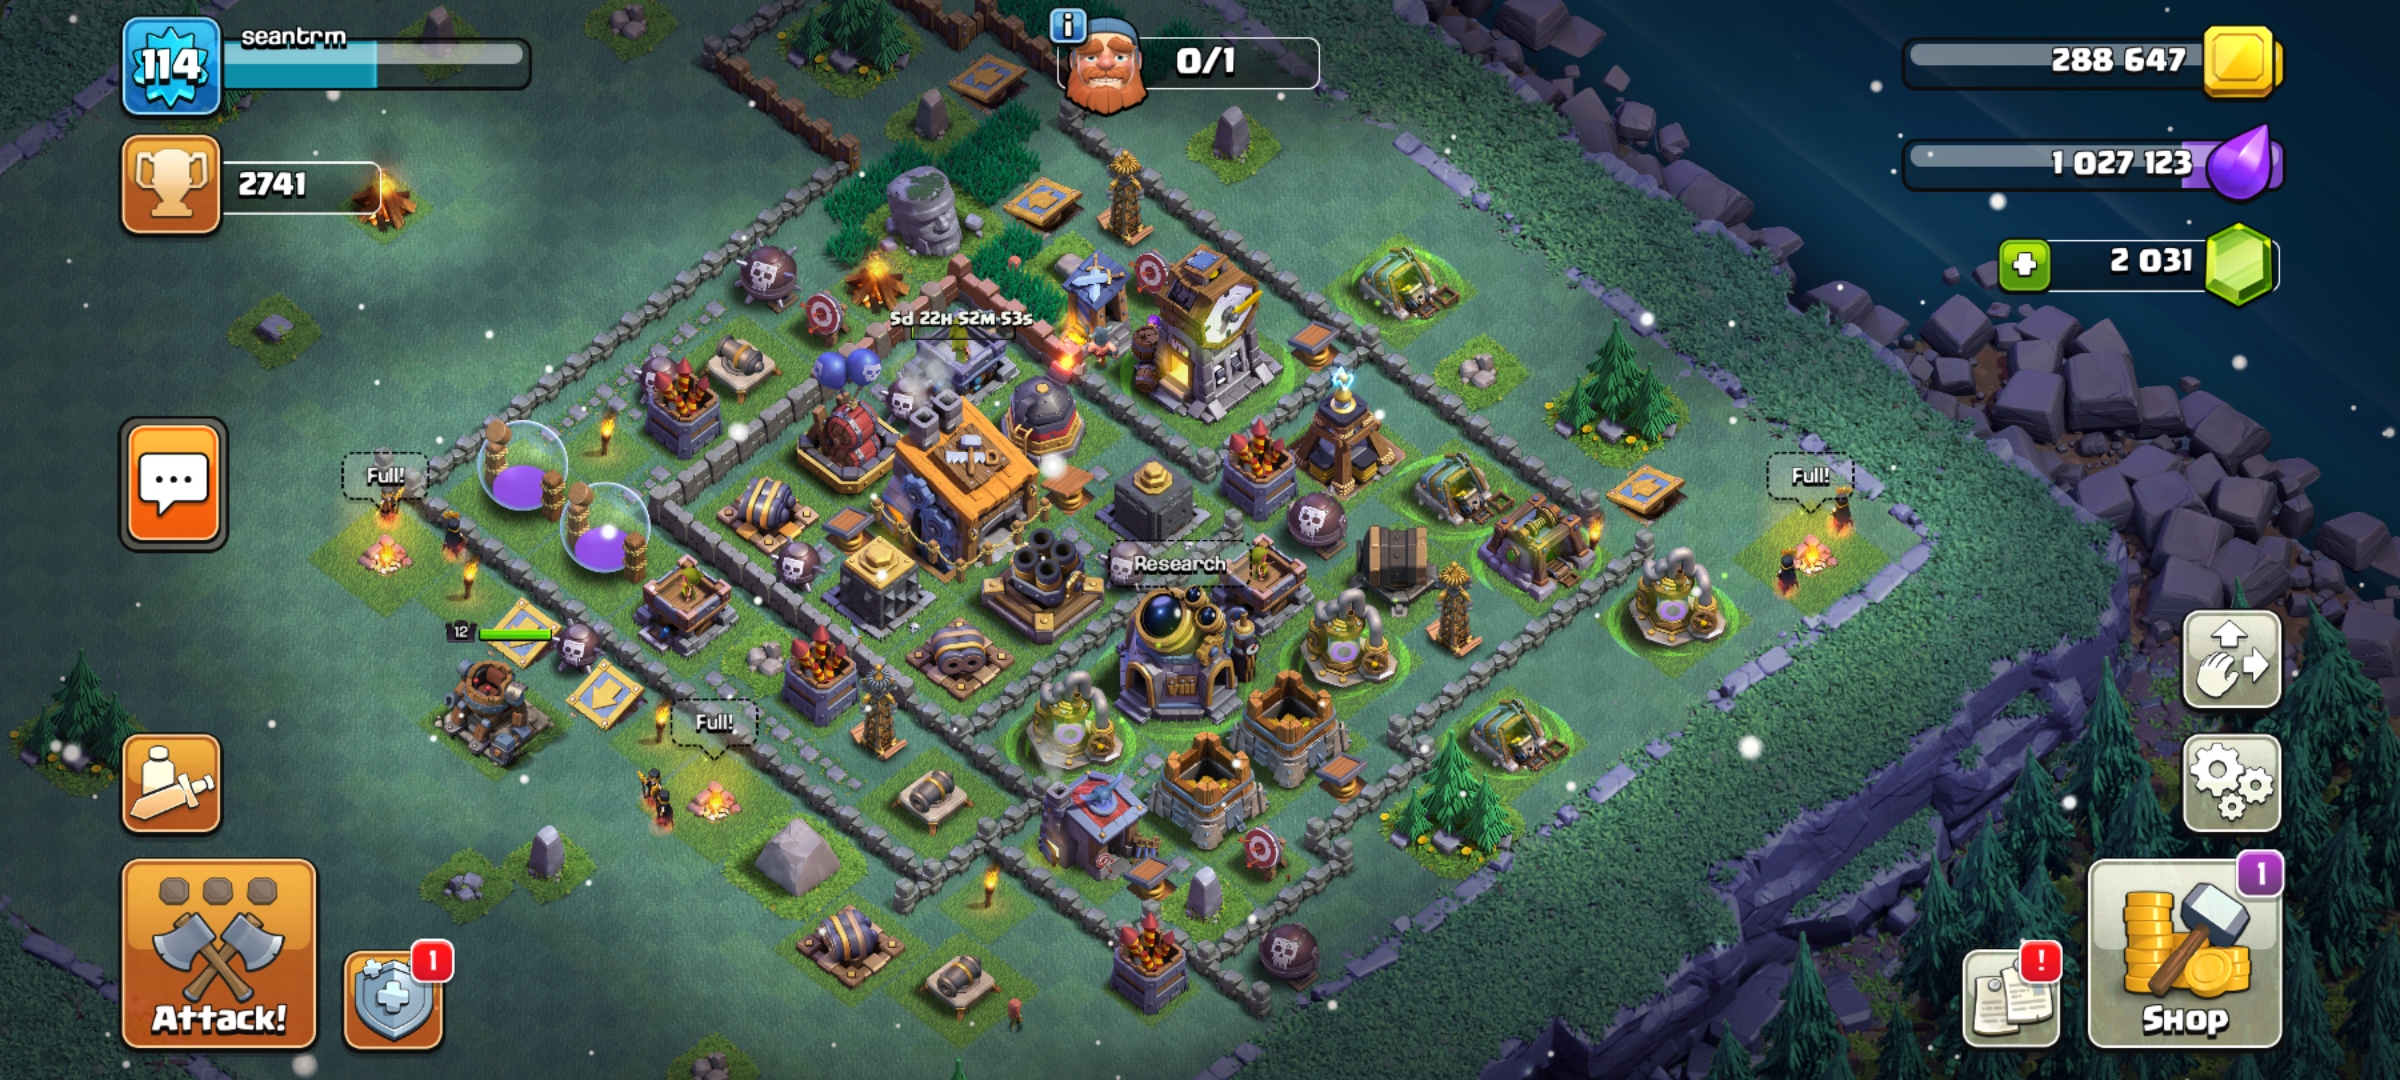 114
seantrm
i
0/1
288 647
2741
1 027 123
2 031
5d 22H 52M 53s
Full!
Full!
Research
12
VIII
Full!
1
1
!
Attack!
Shop